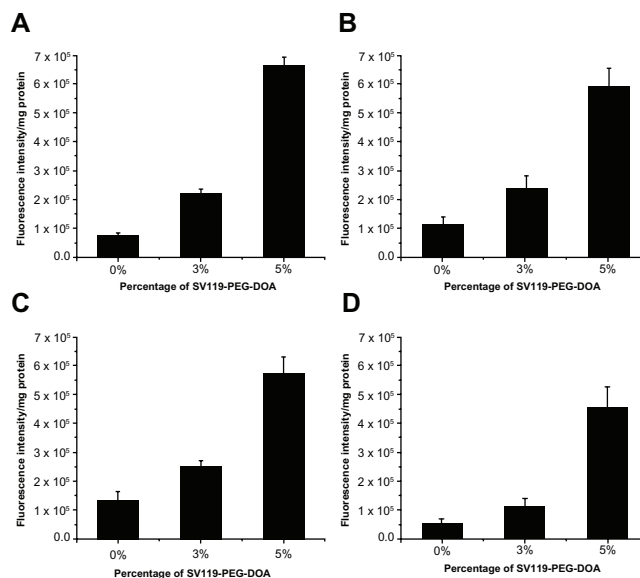 A
Fluorescence intensity/mg protein
7 x 10⁵
6 x 10⁵
5 x 10⁵
4 x 10⁵
3 x 10⁵
2 x 10⁵
1 x 10⁵
0.0
0% 3% 5%
Percentage of SV119-PEG-DOA
B
Fluorescence intensity/mg protein
7 x 10⁵
6 x 10⁵
5 x 10⁵
4 x 10⁵
3 x 10⁵
2 x 10⁵
1 x 10⁵
0.0
0% 3% 5%
Percentage of SV119-PEG-DOA
C
Fluorescence intensity/mg protein
7 x 10⁵
6 x 10⁵
5 x 10⁵
4 x 10⁵
3 x 10⁵
2 x 10⁵
1 x 10⁵
0.0
0% 3% 5%
Percentage of SV119-PEG-DOA
D
Fluorescence intensity/mg protein
7 x 10⁵
6 x 10⁵
5 x 10⁵
4 x 10⁵
3 x 10⁵
2 x 10⁵
1 x 10⁵
0.0
0% 3% 5%
Percentage of SV119-PEG-DOA